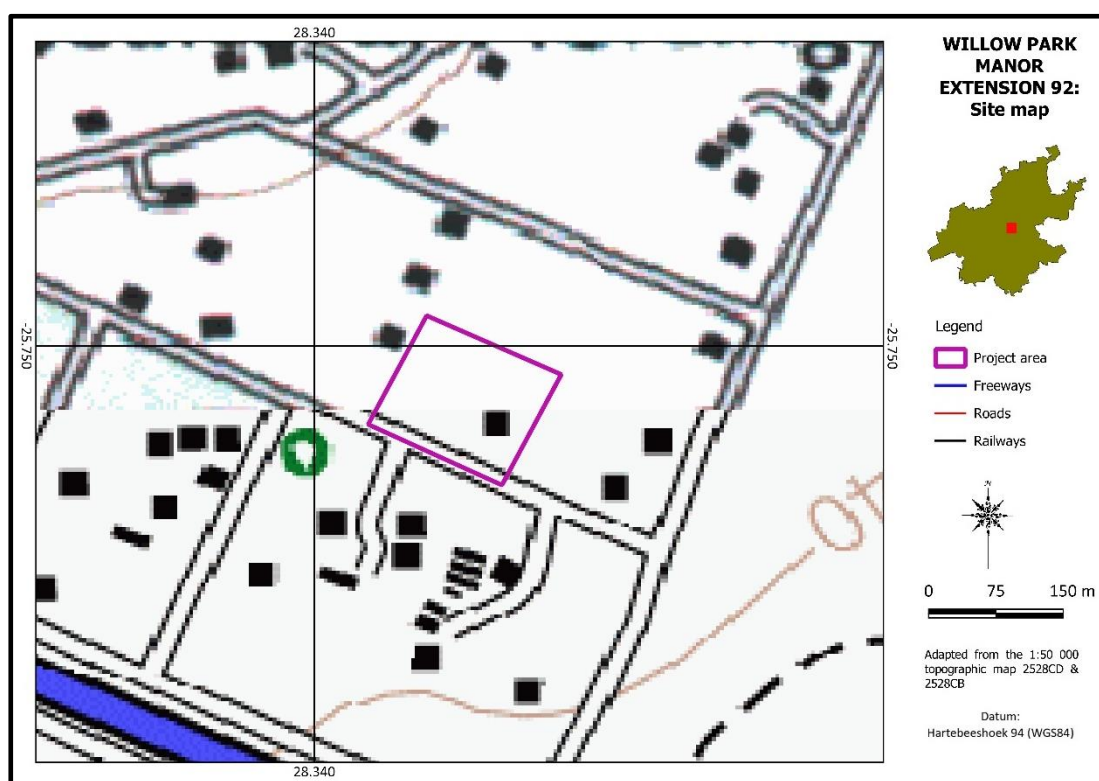 28.340
WILLOW PARK
MANOR
EXTENSION 92:
Site map
-25.750
-25.750
Legend
Project area
Freeways
Roads
Railways
N
0 75 150 m
Adapted from the 1:50 000
topographic map 2528CD &
2528CB
Datum:
Hartebeeshoek 94 (WGS84)
28.340